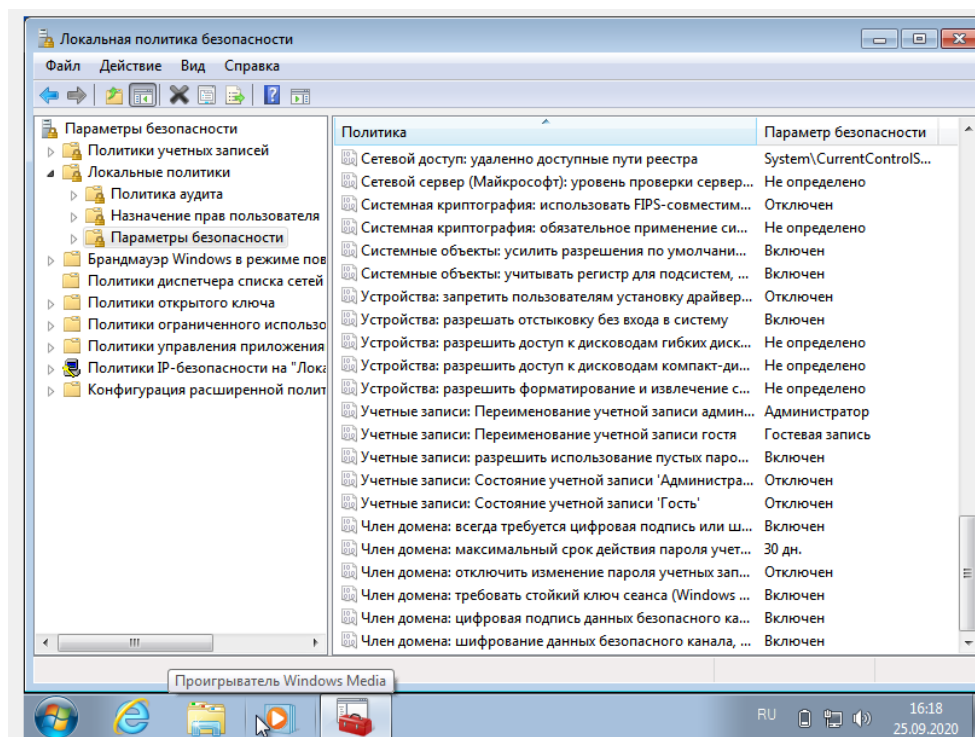 Локальная политика безопасности
Файл Действие Вид Справка
Параметры безопасности
Политики учетных записей
Локальные политики
Политика аудита
Назначение прав пользователя
Параметры безопасности
Брандмауэр Windows в режиме пов
Политики диспетчера списка сетей
Политики открытого ключа
Политики ограниченного использо
Политики управления приложения
Политики IP-безопасности на "Лока
Конфигурация расширенной полит
Политика Параметр безопасности
Сетевой доступ: удаленно доступные пути реестра System\CurrentControlS...
Сетевой сервер (Майкрософт): уровень проверки сервер... Не определено
Системная криптография: использовать FIPS-совместим... Отключен
Системная криптография: обязательное применение си... Не определено
Системные объекты: усилить разрешения по умолчани... Включен
Системные объекты: учитывать регистр для подсистем, ... Включен
Устройства: запретить пользователям установку драйвер... Отключен
Устройства: разрешать отстыковку без входа в систему Включен
Устройства: разрешить доступ к дисководам гибких диск... Не определено
Устройства: разрешить доступ к дисководам компакт-ди... Не определено
Устройства: разрешить форматирование и извлечение с... Не определено
Учетные записи: Переименование учетной записи админ... Администратор
Учетные записи: Переименование учетной записи гостя Гостевая запись
Учетные записи: разрешить использование пустых паро... Включен
Учетные записи: Состояние учетной записи 'Администра... Отключен
Учетные записи: Состояние учетной записи 'Гость' Отключен
Член домена: всегда требуется цифровая подпись или ш... Включен
Член домена: максимальный срок действия пароля учет... 30 дн.
Член домена: отключить изменение пароля учетных зап... Отключен
Член домена: требовать стойкий ключ сеанса (Windows ... Включен
Член домена: цифровая подпись данных безопасного ка... Включен
Член домена: шифрование данных безопасного канала, ... Включен
Проигрыватель Windows Media
RU
16:18
25.09.2020